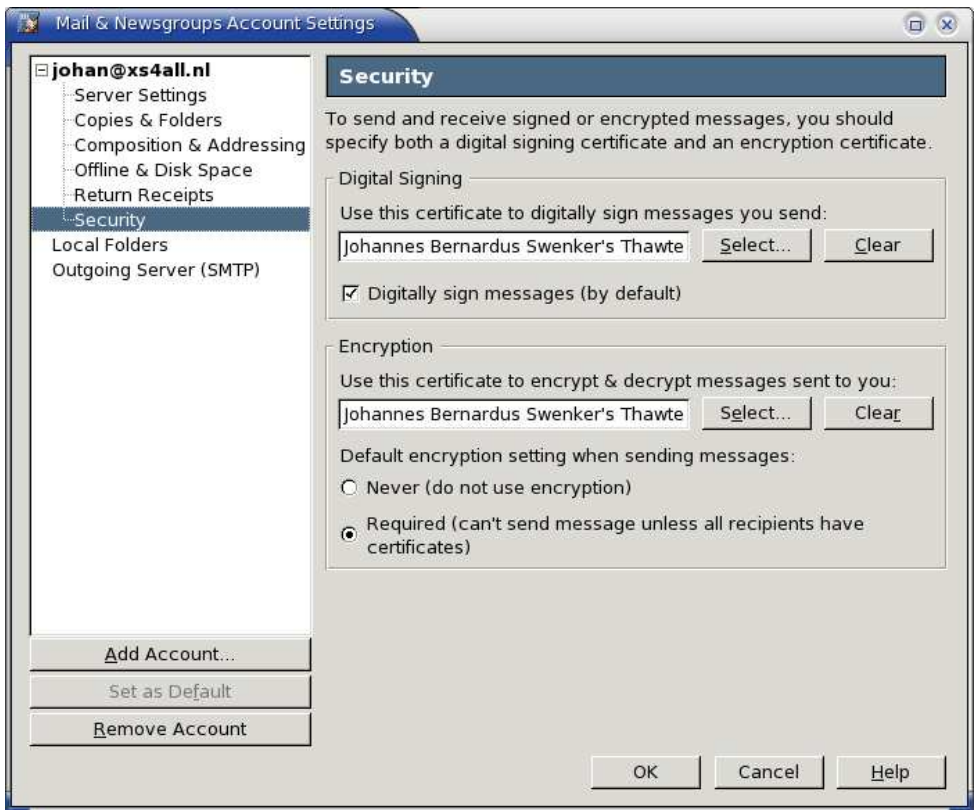 Mail & Newsgroups Account Settings
johan@xs4all.nl
Server Settings
Copies & Folders
Composition & Addressing
Offline & Disk Space
Return Receipts
Security
Local Folders
Outgoing Server (SMTP)
Add Account...
Set as Default
Remove Account
Security
To send and receive signed or encrypted messages, you should
specify both a digital signing certificate and an encryption certificate.
Digital Signing
Use this certificate to digitally sign messages you send:
Johannes Bernardus Swenker's Thawte Select... Clear
Digitally sign messages (by default)
Encryption
Use this certificate to encrypt & decrypt messages sent to you:
Johannes Bernardus Swenker's Thawte Select... Clear
Default encryption setting when sending messages:
Never (do not use encryption)
Required (can't send message unless all recipients have
certificates)
OK Cancel Help